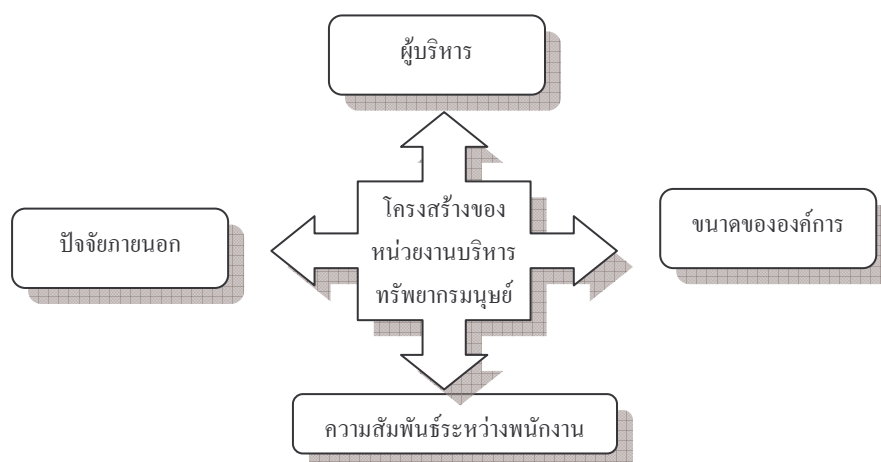 ผู้บริหาร
ปัจจัยภายนอก
โครงสร้างของ
หน่วยงานบริหาร
ทรัพยากรมนุษย์
ขนาดขององค์การ
ความสัมพันธ์ระหว่างพนักงาน